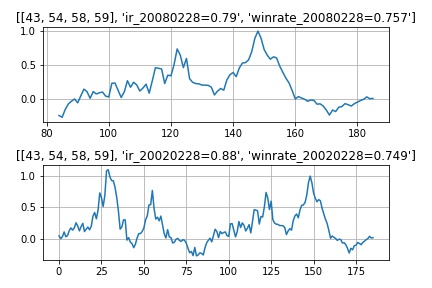 [[43, 54, 58, 59], 'ir_20080228=0.79', 'winrate_20080228=0.757']
1.0
0.5
0.0
80 100 120 140 160 180
[[43, 54, 58, 59], 'ir_20020228=0.88', 'winrate_20020228=0.749']
1.0
0.5
0.0
0 25 50 75 100 125 150 175